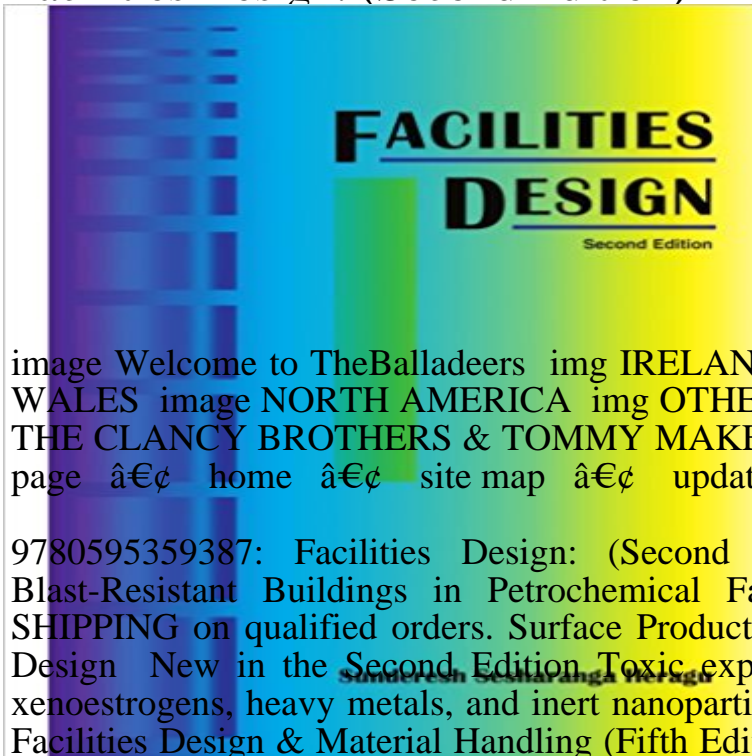 FACILITIES
DESIGN
Second Edition
image Welcome to TheBalladeers img IRELAN
WALES image NORTH AMERICA img OTHE
THE CLANCY BROTHERS & TOMMY MAKE
page â€¢ home â€¢ site map â€¢ updat
9780595359387: Facilities Design: (Second
Blast-Resistant Buildings in Petrochemical Fa
SHIPPING on qualified orders. Surface Product
Design New in the Second Edition Toxic exp
Sunderesh Sesharanga Heragu
xenoestrogens, heavy metals, and inert nanoparti
Facilities Design & Material Handling (Fifth Edi